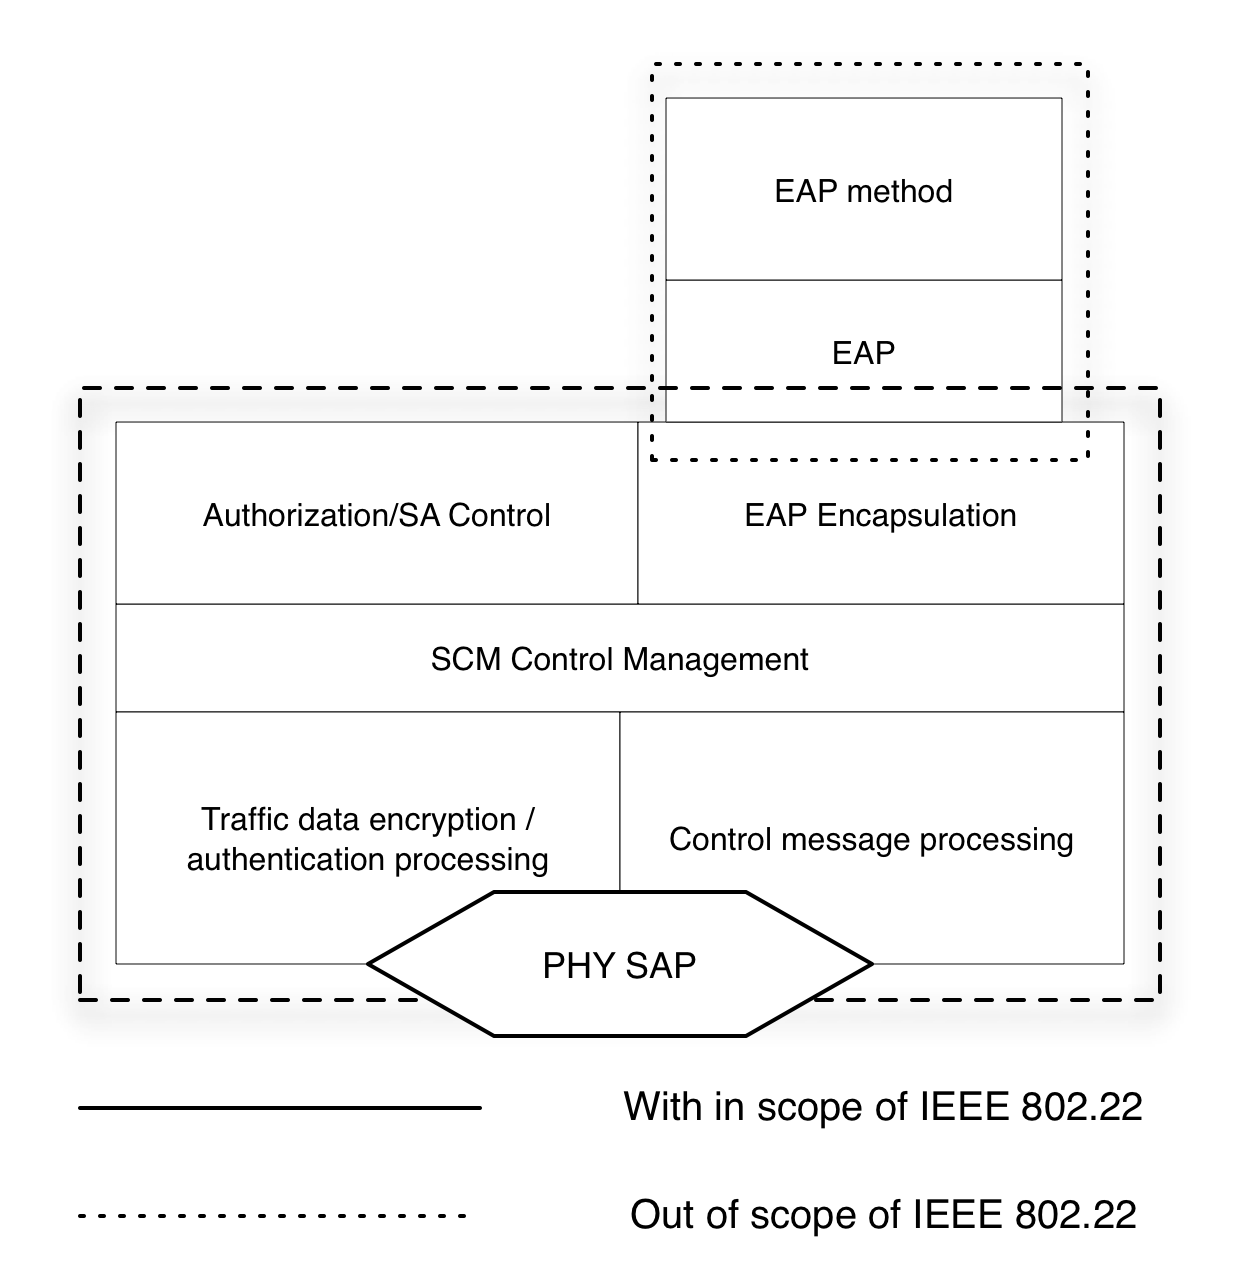 EAP method
EAP
Authorization/SA Control
EAP Encapsulation
SCM Control Management
Traffic data encryption /
authentication processing
Control message processing
PHY SAP
With in scope of IEEE 802.22
Out of scope of IEEE 802.22